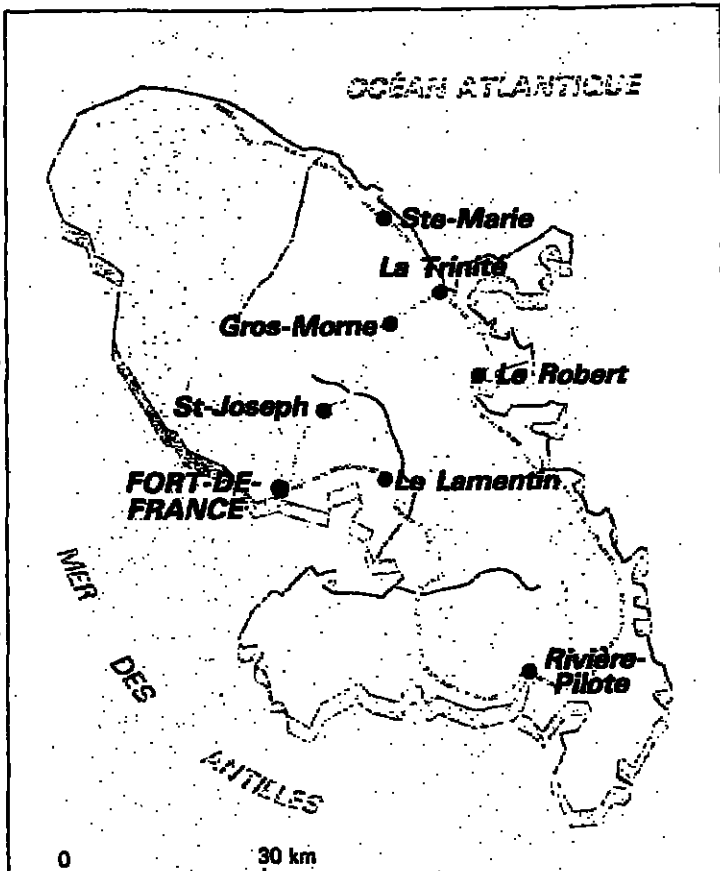 OCÉAN ATLANTIQUE
Ste-Marie
La Trinité
Gros-Morne
Le Robert
St-Joseph
FORT-DE-
FRANCE
Le Lamentin
MER
DES
ANTILLES
Rivière-
Pilote
0 30 km